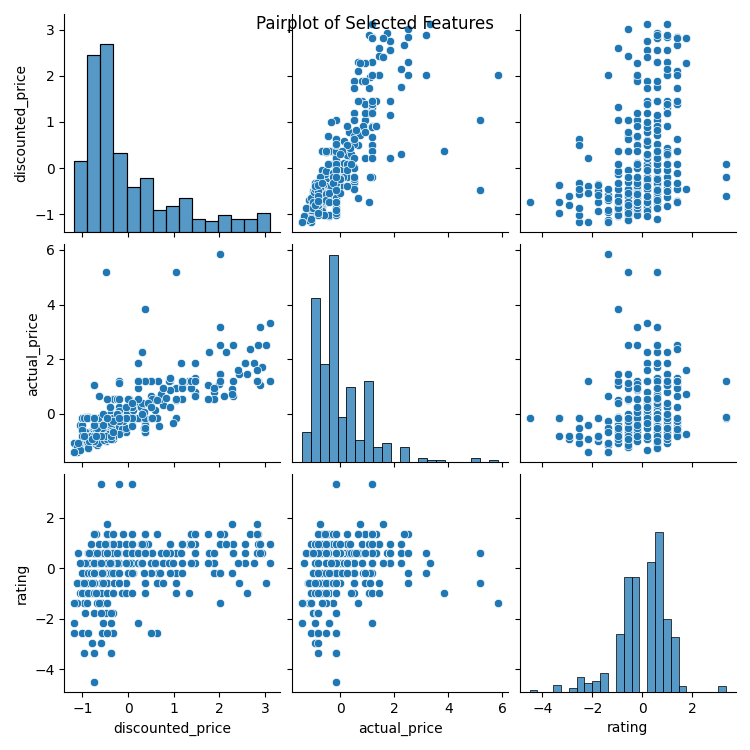 Pairplot of Selected Features
3
2
1
0
−1
discounted_price
6
4
2
0
actual_price
2
0
−2
−4
rating
−1 0 1 2 3
0 2 4 6
−4 −2 0 2
discounted_price
actual_price
rating